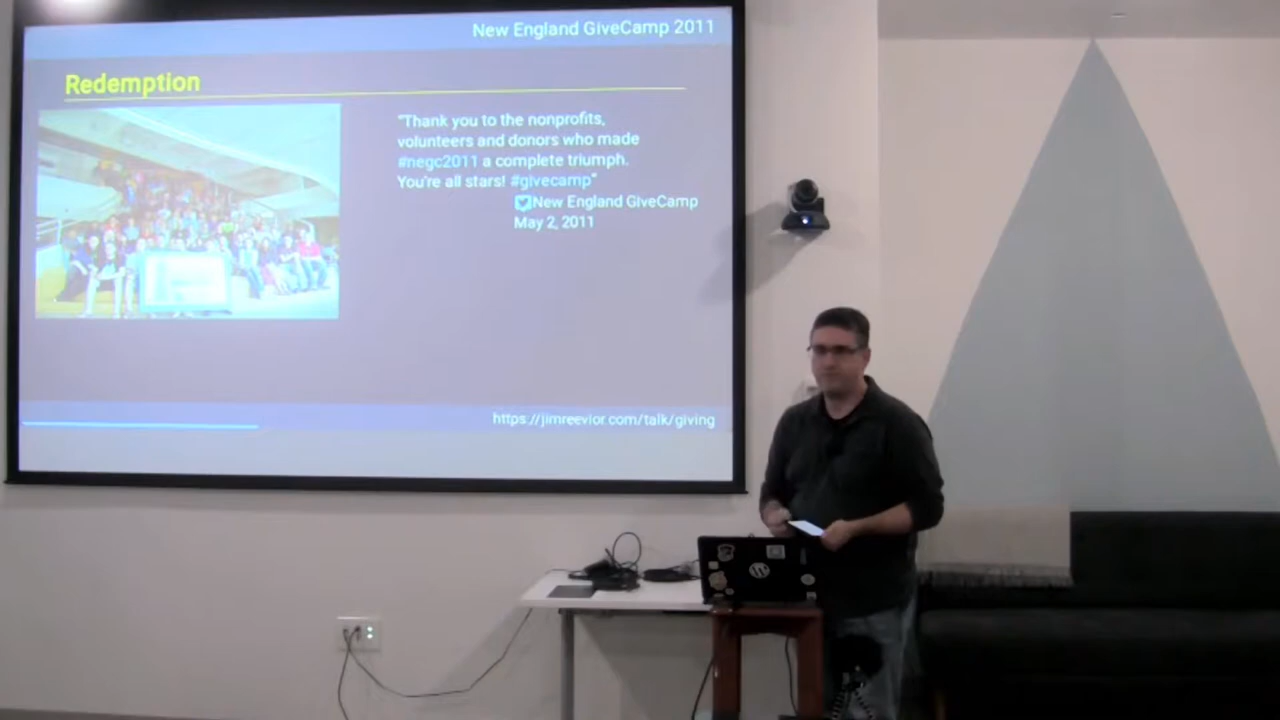 New England GiveCamp 2011
Redemption
"Thank you to the nonprofits,
volunteers and donors who made
#negc2011 a complete triumph.
You're all stars! #givecamp"
New England GiveCamp
May 2, 2011
https://jimreevior.com/talk/giving